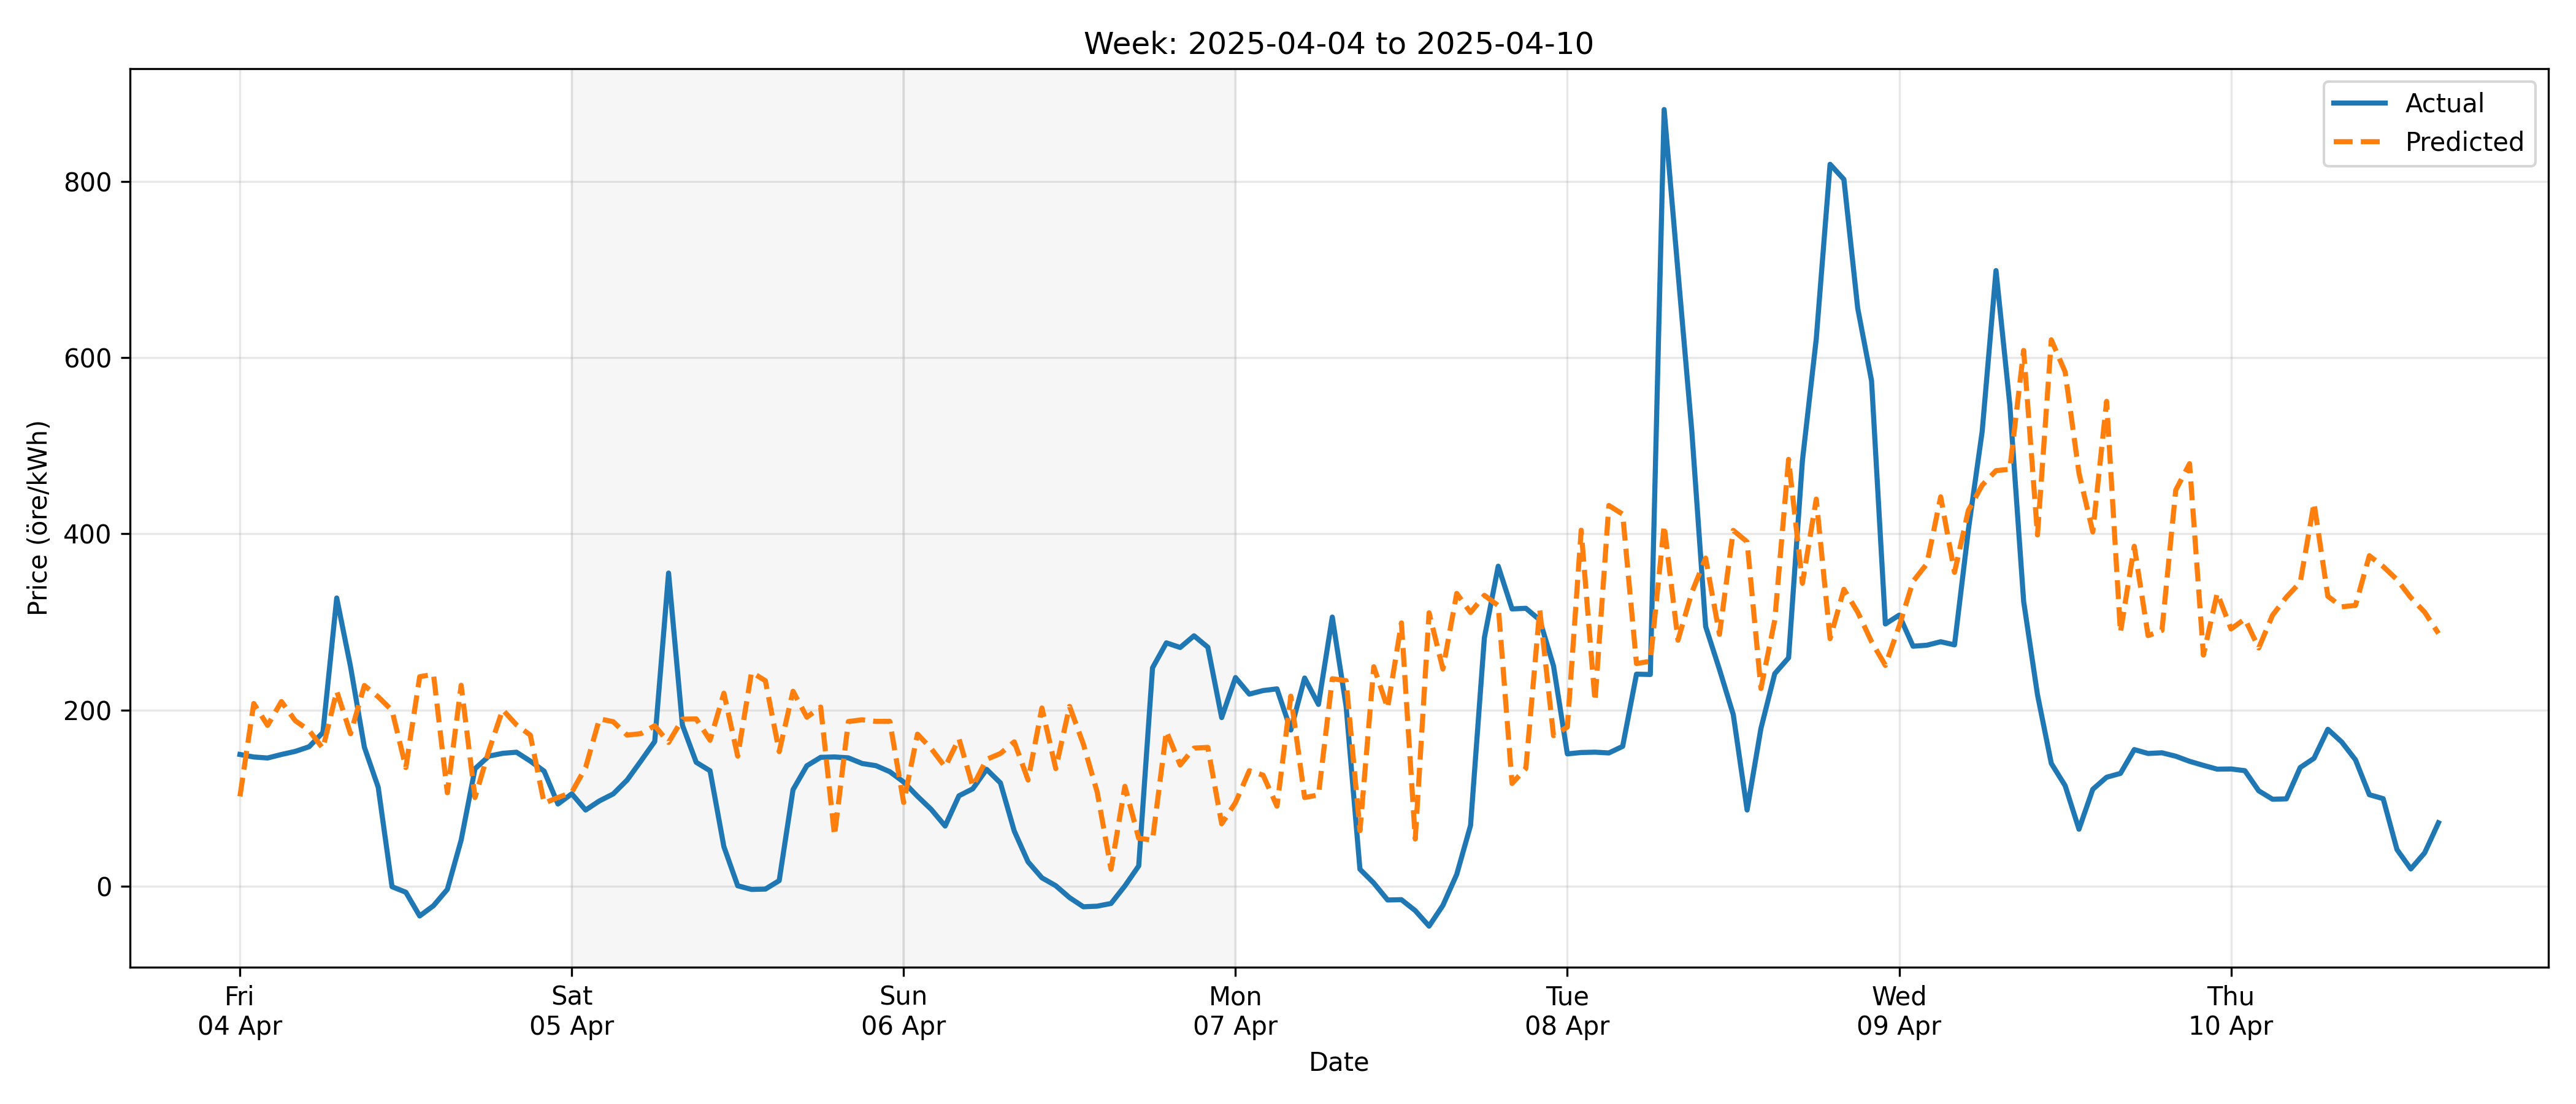 Week: 2025-04-04 to 2025-04-10
Actual
Predicted
Price (öre/kWh)
800
600
400
200
0
Fri
04 Apr
Sat
05 Apr
Sun
06 Apr
Mon
07 Apr
Tue
08 Apr
Wed
09 Apr
Thu
10 Apr
Date